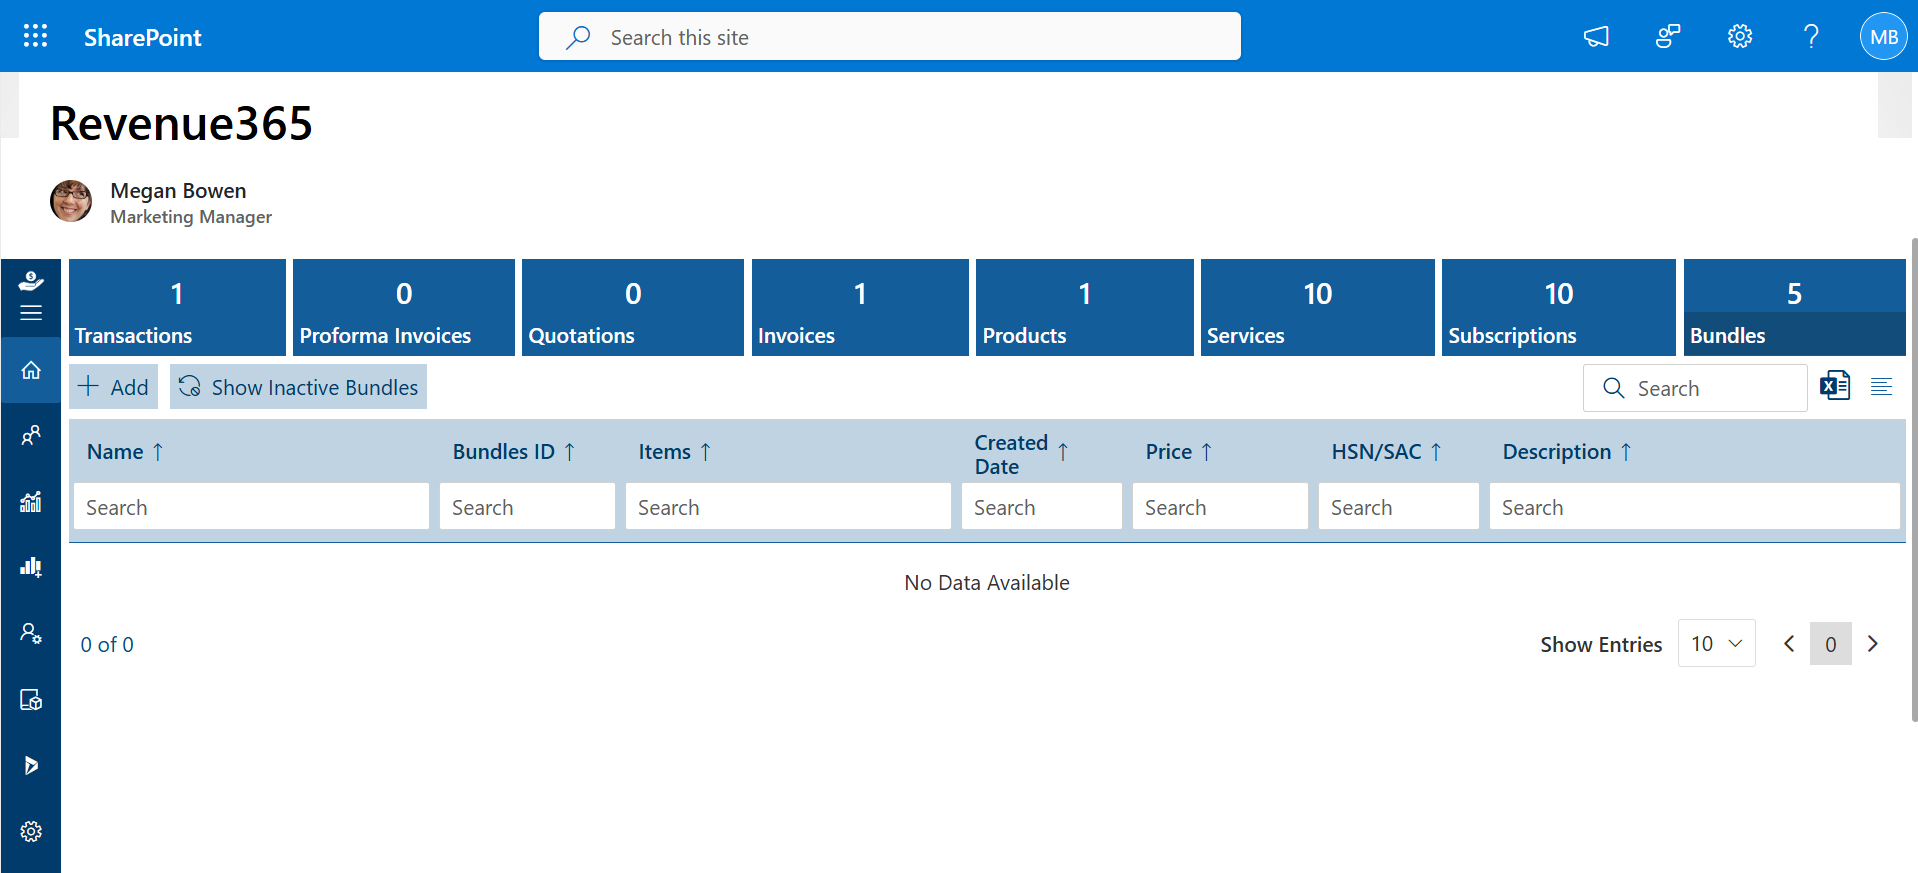 SharePoint
Search this site
MB
Revenue365
Megan Bowen
Marketing Manager
1
Transactions
0
Proforma Invoices
0
Quotations
1
Invoices
1
Products
10
Services
10
Subscriptions
5
Bundles
Add
Show Inactive Bundles
Search
Name ↑
Bundles ID ↑
Items ↑
Created
Date ↑
Price ↑
HSN/SAC ↑
Description ↑
Search
Search
Search
Search
Search
Search
Search
No Data Available
0 of 0
Show Entries
10
0